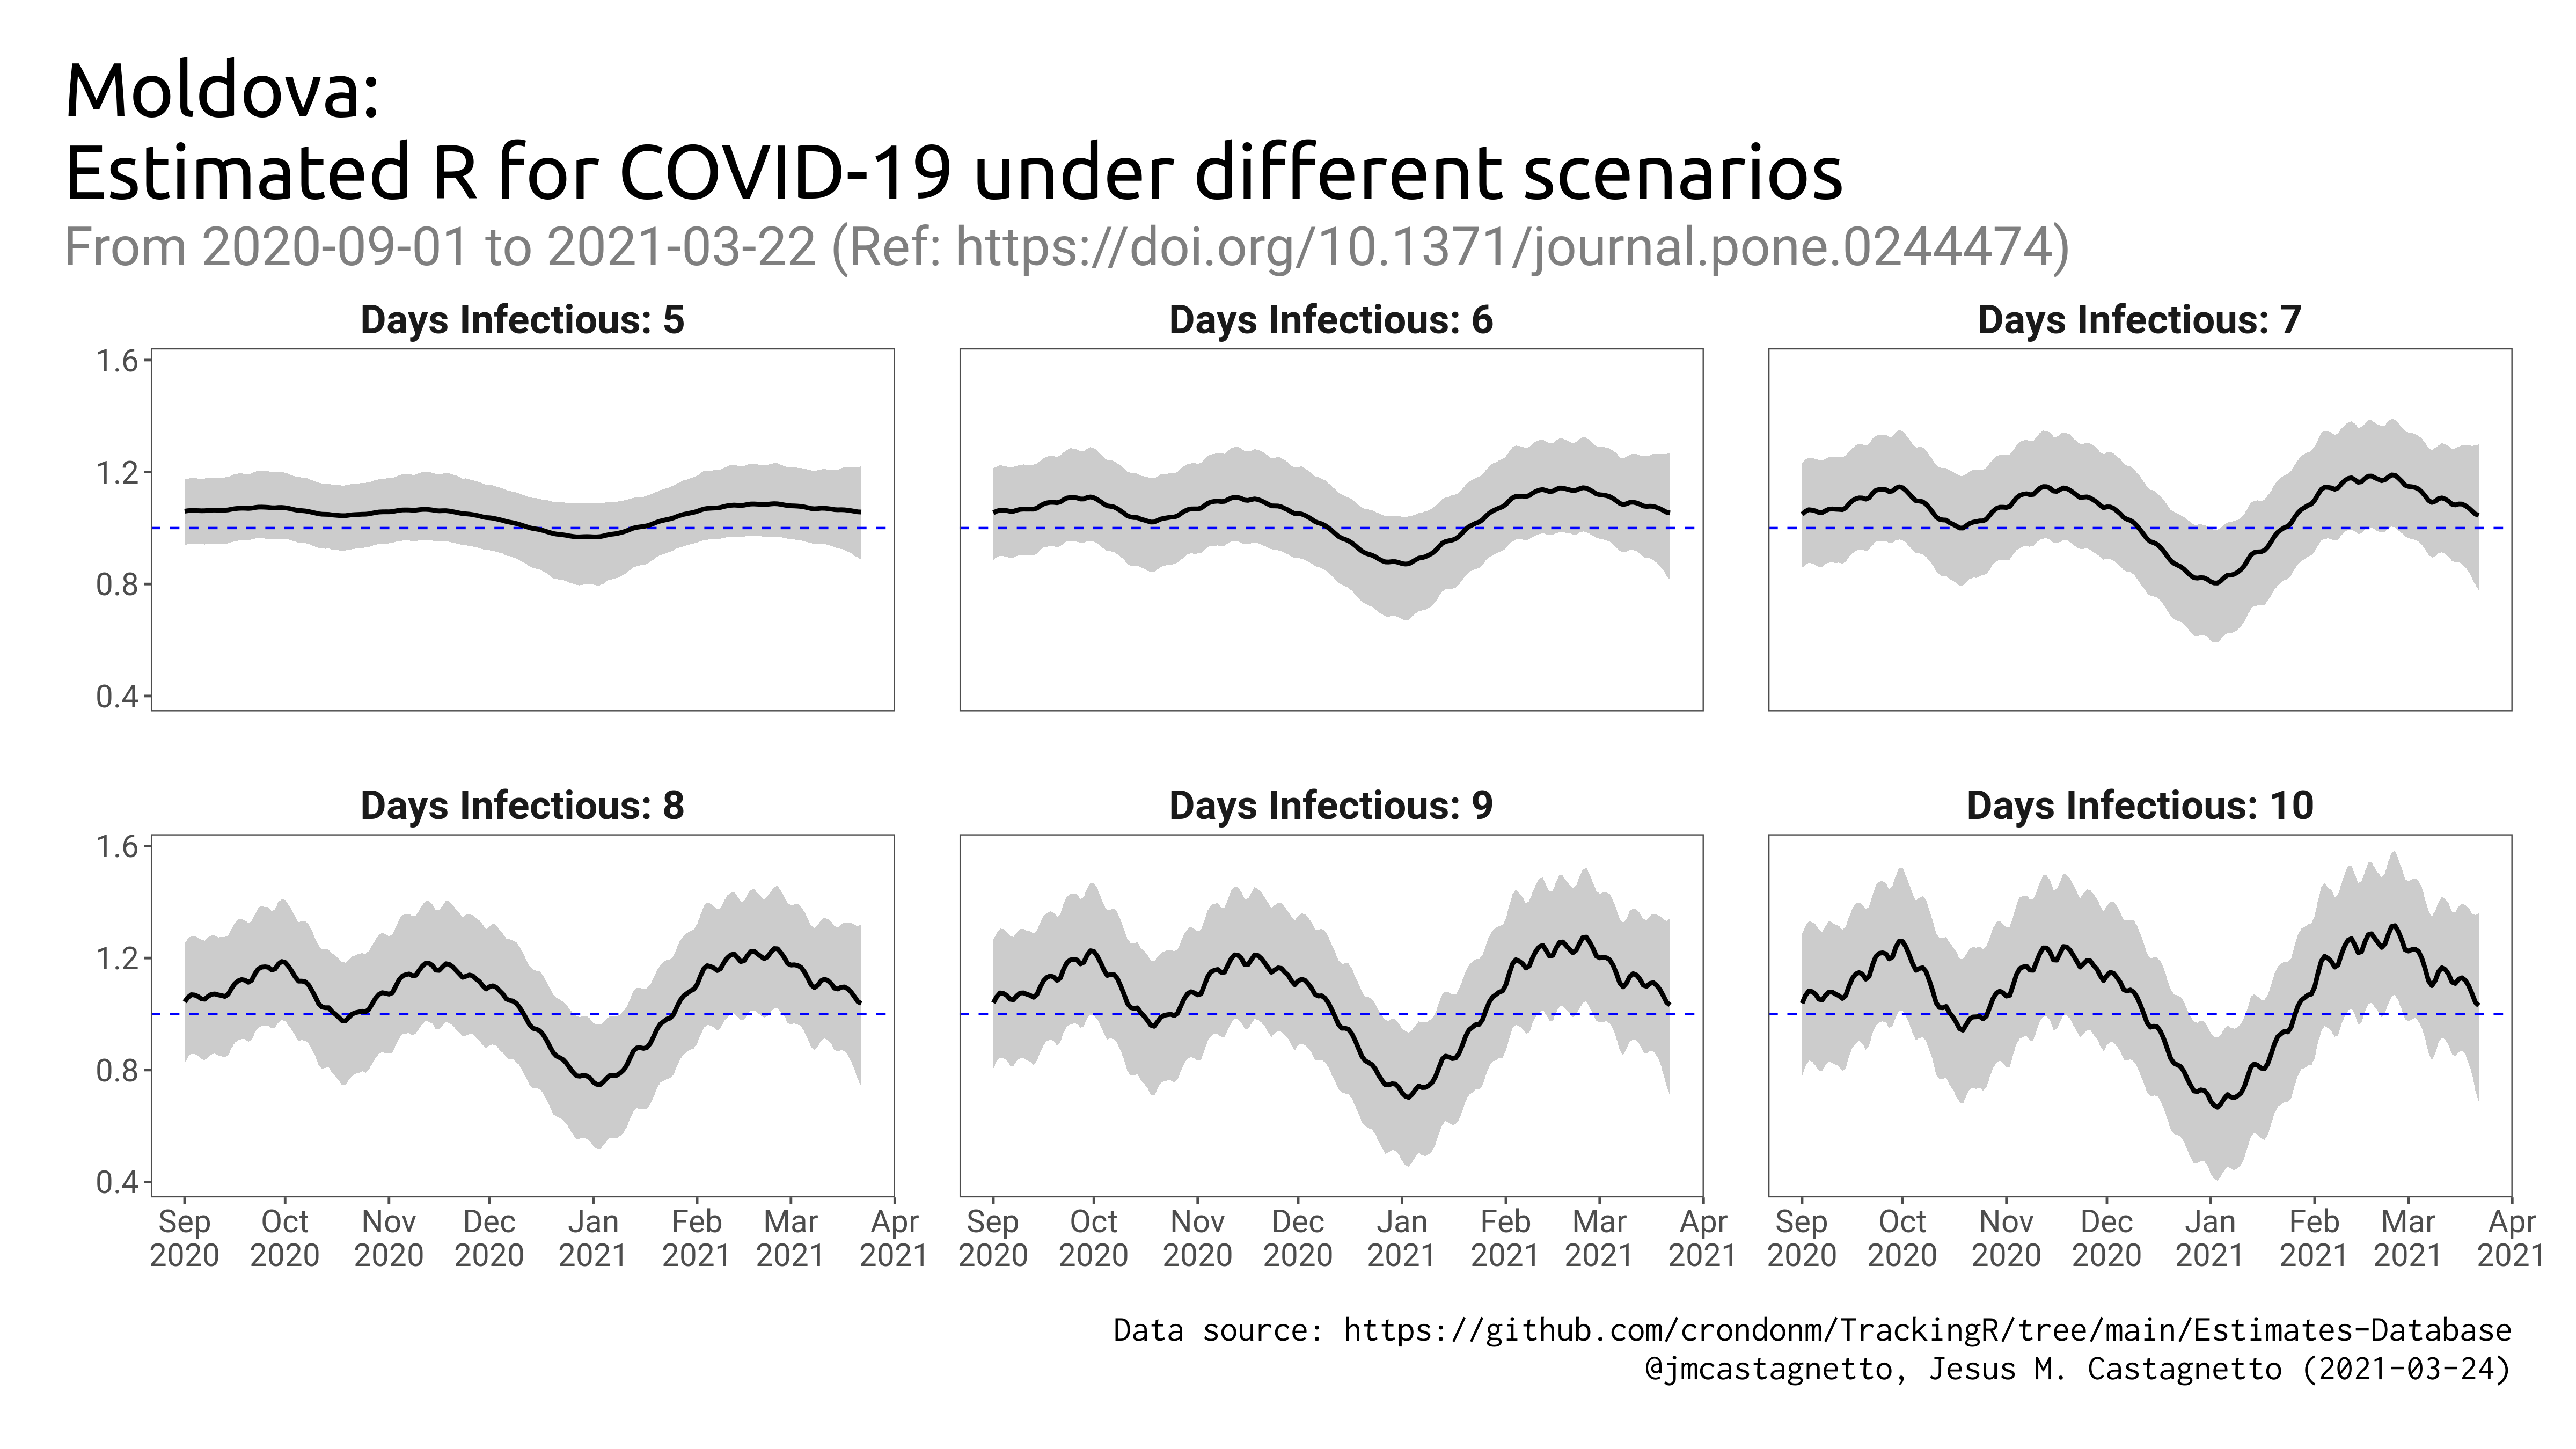 Moldova:
Estimated R for COVID-19 under different scenarios
From 2020-09-01 to 2021-03-22 (Ref: https://doi.org/10.1371/journal.pone.0244474)
Days Infectious: 5
Days Infectious: 6
Days Infectious: 7
1.6
1.2
0.8
0.4
Days Infectious: 8
Days Infectious: 9
Days Infectious: 10
1.6
1.2
0.8
0.4
Sep Oct Nov Dec Jan Feb Mar Apr
2020 2020 2020 2020 2021 2021 2021 2021
Sep Oct Nov Dec Jan Feb Mar Apr
2020 2020 2020 2020 2021 2021 2021 2021
Sep Oct Nov Dec Jan Feb Mar Apr
2020 2020 2020 2020 2021 2021 2021 2021
Data source: https://github.com/crondonm/TrackingR/tree/main/Estimates-Database
@jmcastagnetto, Jesus M. Castagnetto (2021-03-24)